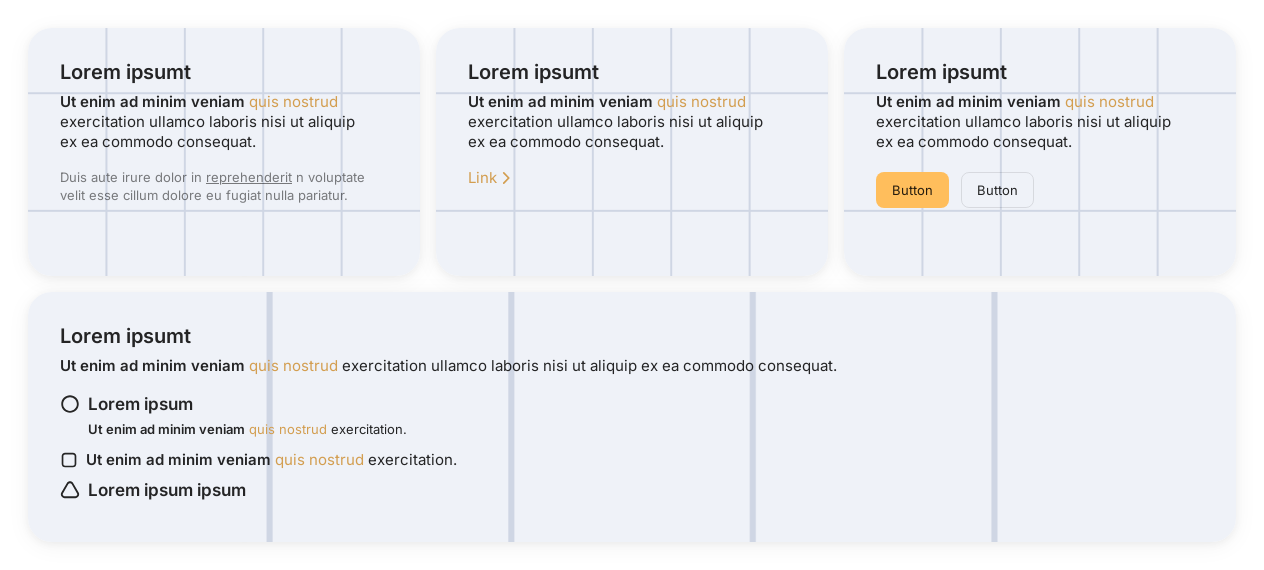 Lorem ipsumt
Ut enim ad minim veniam quis nostrud
exercitation ullamco laboris nisi ut aliquip
ex ea commodo consequat.
Duis aute irure dolor in reprehenderit n voluptate
velit esse cillum dolore eu fugiat nulla pariatur.
Lorem ipsumt
Ut enim ad minim veniam quis nostrud
exercitation ullamco laboris nisi ut aliquip
ex ea commodo consequat.
Link
Lorem ipsumt
Ut enim ad minim veniam quis nostrud
exercitation ullamco laboris nisi ut aliquip
ex ea commodo consequat.
Button Button
Lorem ipsumt
Ut enim ad minim veniam quis nostrud exercitation ullamco laboris nisi ut aliquip ex ea commodo consequat.
Lorem ipsum
Ut enim ad minim veniam quis nostrud exercitation.
Ut enim ad minim veniam quis nostrud exercitation.
Lorem ipsum ipsum